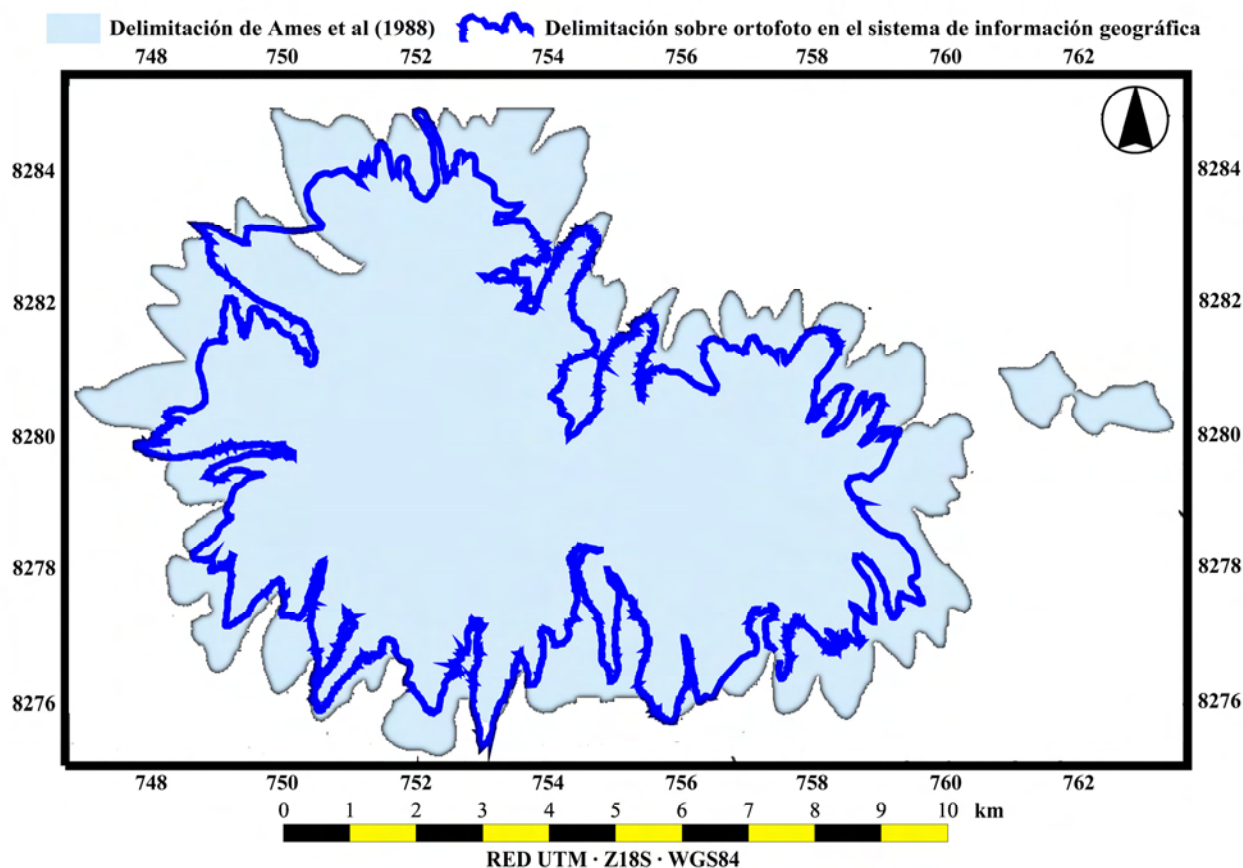 Delimitación de Ames et al (1988) Delimitación sobre ortofoto en el sistema de información geográfica
748 750 752 754 756 758 760 762
8284 8284
8282 8282
8280 8280
8278 8278
8276 8276
748 750 752 754 756 758 760 762
0 1 2 3 4 5 6 7 8 9 10 km
RED UTM · Z18S · WGS84